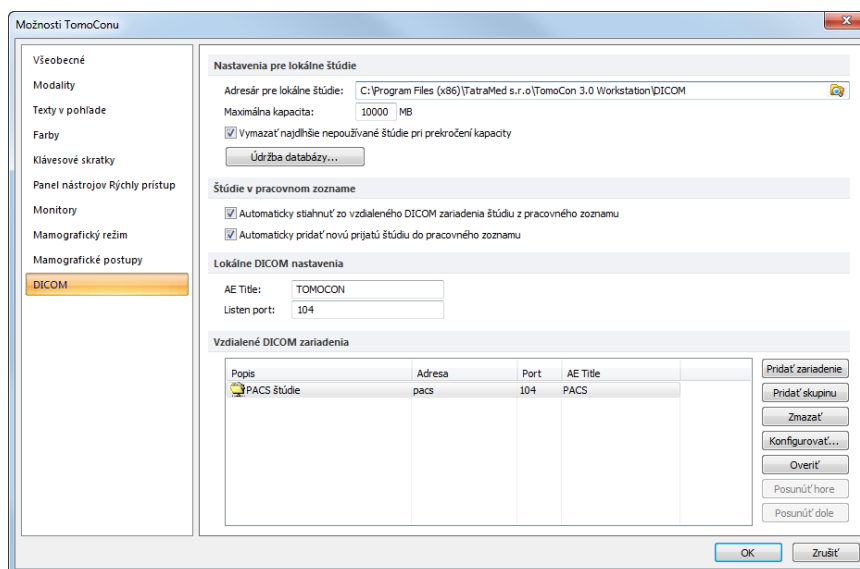 Možnosti TomoConu
Všeobecné
Modality
Texty v pohľade
Farby
Klávesové skratky
Panel nástrojov Rýchly prístup
Monitory
Mamografický režim
Mamografické postupy
DICOM
Nastavenia pre lokálne štúdie
Adresár pre lokálne štúdie: C:\Program Files (x86)\TatraMed s.r.o\TomoCon 3.0 Workstation\DICOM
Maximálna kapacita: 10000 MB
Vymazať najdlhšie nepoužívané štúdie pri prekročení kapacity
Údržba databázy...
Štúdie v pracovnom zozname
Automaticky stiahnuť zo vzdialeného DICOM zariadenia štúdiu z pracovného zoznamu
Automaticky pridať novú prijatú štúdiu do pracovného zoznamu
Lokálne DICOM nastavenia
AE Title: TOMOCON
Listen port: 104
Vzdialené DICOM zariadenia
Popis Adresa Port AE Title
PACS štúdie pacs 104 PACS
Pridať zariadenie
Pridať skupinu
Zmazať
Konfigurovať...
Overiť
Posunúť hore
Posunúť dole
OK Zrušiť